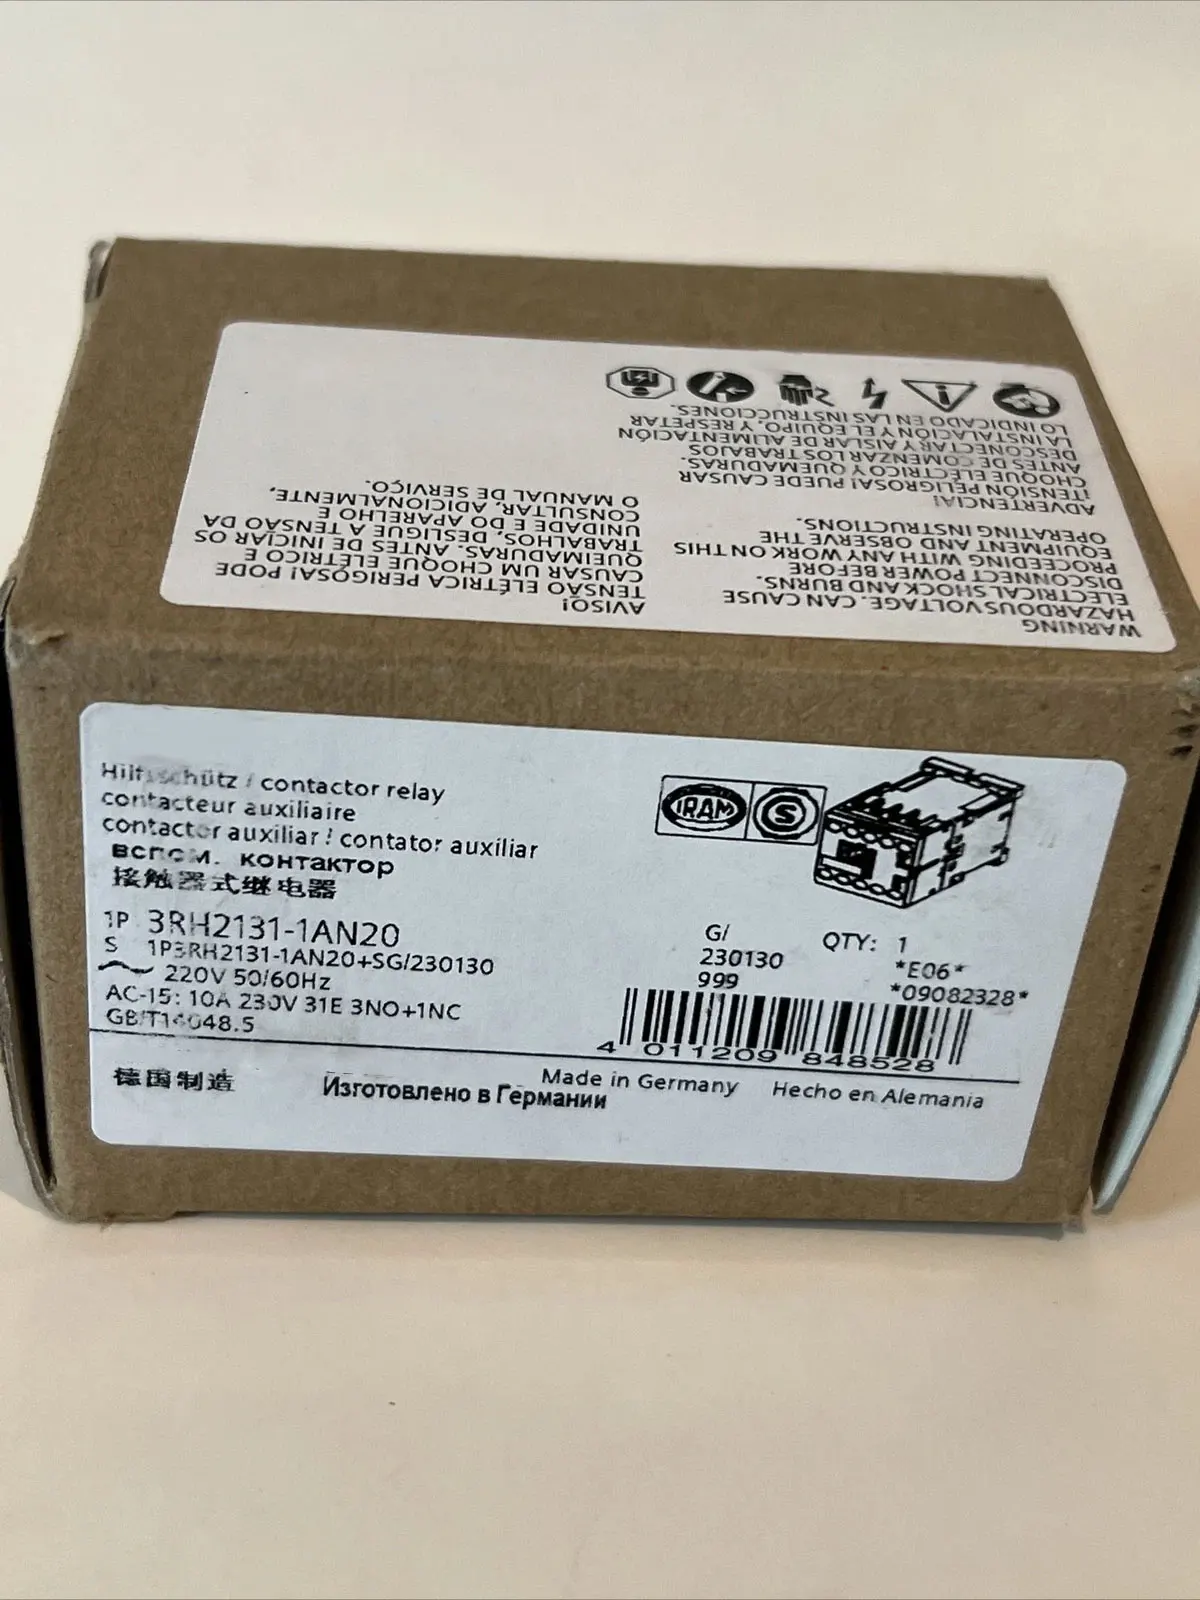 WARNING
HAZARDOUS VOLTAGE. CAN CAUSE
ELECTRICAL SHOCK AND BURNS.
DISCONNECT POWER BEFORE
PROCEEDING WITH ANY WORK ON THIS
EQUIPMENT AND OBSERVE THE
OPERATING INSTRUCTIONS.
ADVERTENCIA!
¡TENSIÓN PELIGROSA! PUEDE CAUSAR
CHOQUE ELÉCTRICO Y QUEMADURAS.
ANTES DE COMENZAR LOS TRABAJOS
DESCONECTAR Y AISLAR DE ALIMENTACIÓN
LA INSTALACIÓN Y EL EQUIPO, Y RESPETAR
LO INDICADO EN LAS INSTRUCCIONES.
AVISO!
TENSÃO ELÉTRICA PERIGOSA! PODE
CAUSAR UM CHOQUE ELÉTRICO E
QUEIMADURAS. ANTES DE INICIAR OS
TRABALHOS, DESLIGUE A TENSÃO DA
UNIDADE E DO APARELHO E
CONSULTAR, ADICIONALMENTE,
O MANUAL DE SERVIÇO.
Hilfsschütz / contactor relay
contacteur auxiliaire
contactor auxiliar / contator auxiliar
вспом. контактор
接触器式继电器
IRAM S
1P 3RH2131-1AN20
S 1P3RH2131-1AN20+SG/230130
220V 50/60Hz
AC-15: 10A 230V 31E 3NO+1NC
GB/T14048.5
G/
230130
999
QTY: 1
*E06*
*09082328*
4 011209 848528
德国制造
Изготовлено в Германии
Made in Germany
Hecho en Alemania